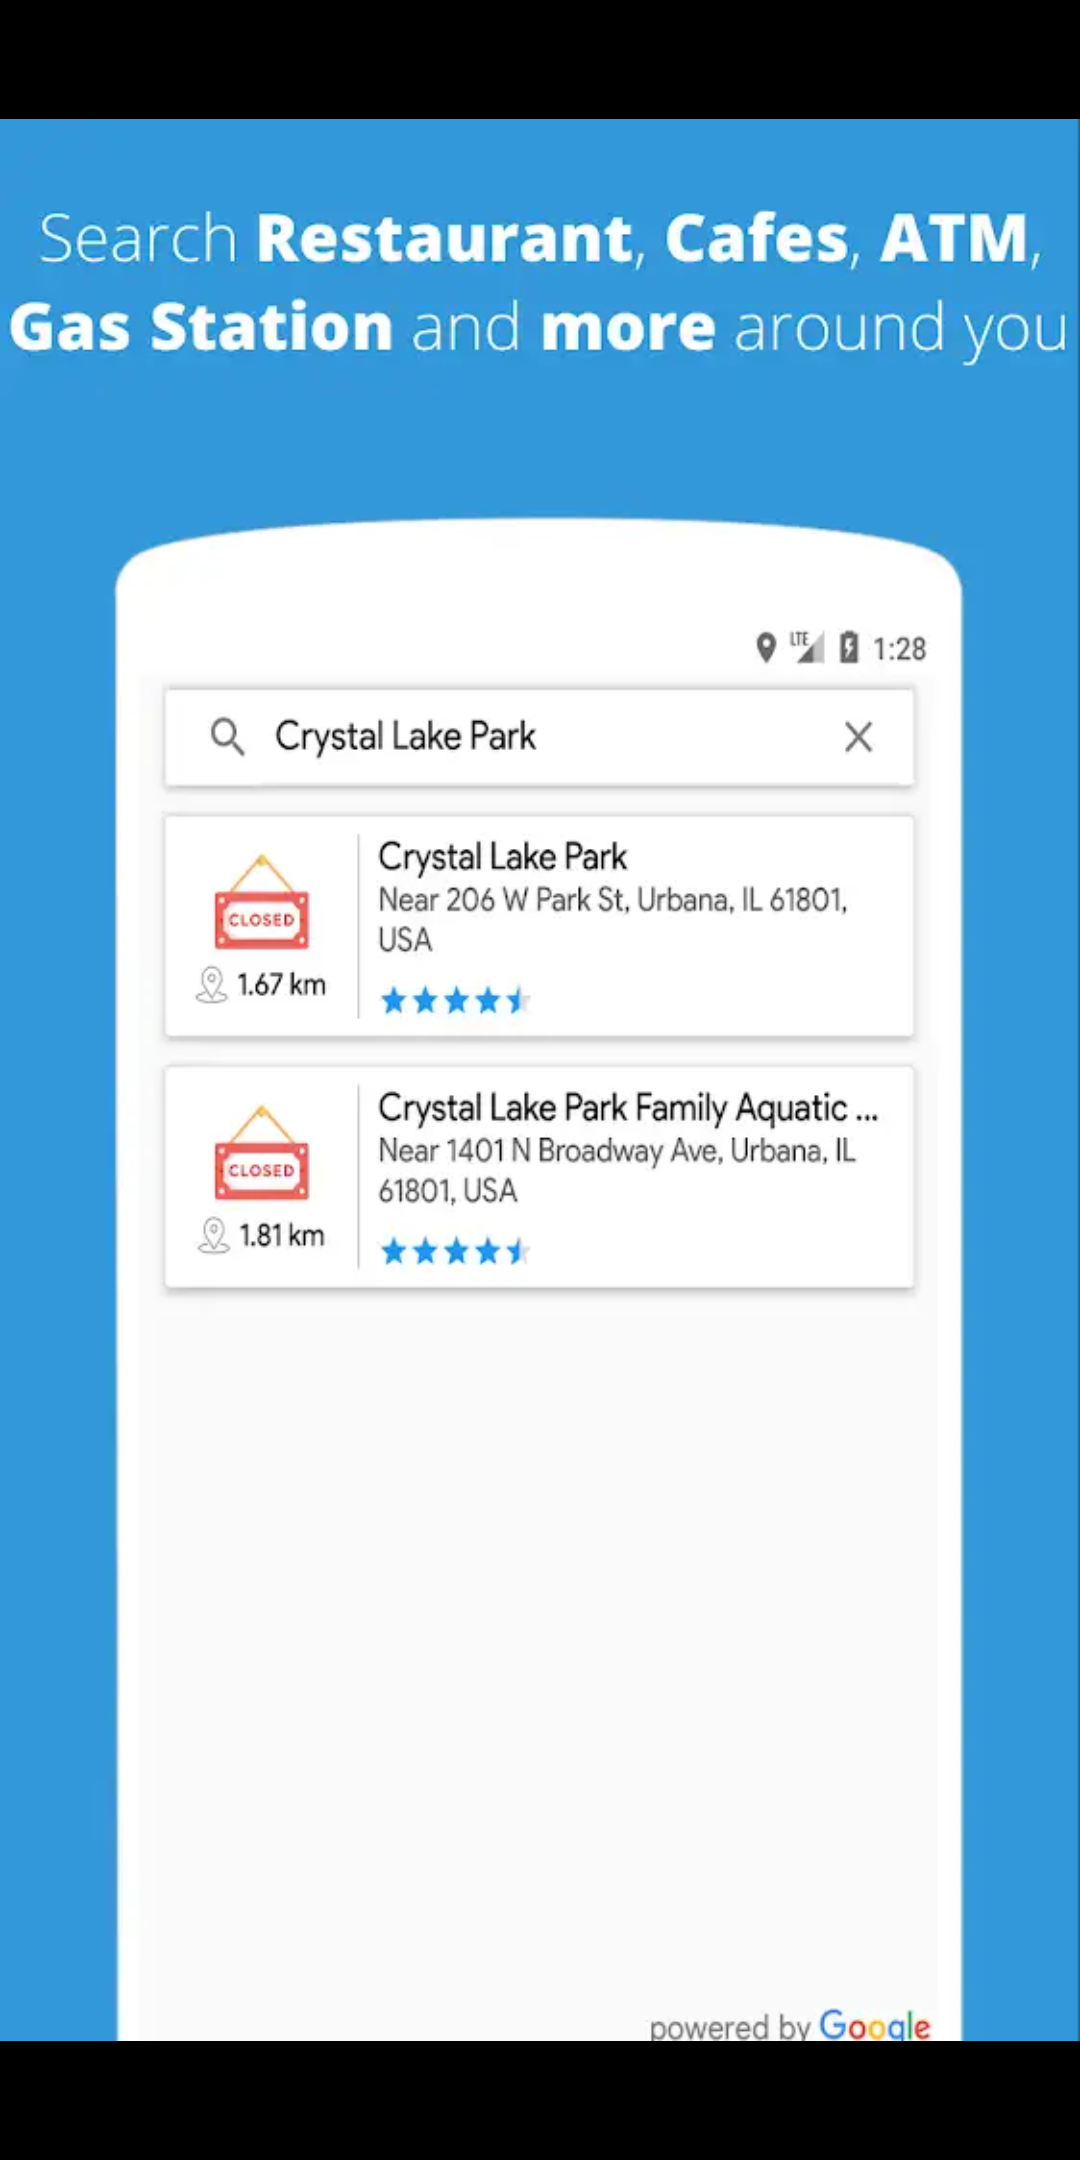 Search Restaurant, Cafes, ATM,
Gas Station and more around you
LTE 1:28
Crystal Lake Park
Crystal Lake Park
Near 206 W Park St, Urbana, IL 61801,
USA
CLOSED
1.67 km
Crystal Lake Park Family Aquatic ...
Near 1401 N Broadway Ave, Urbana, IL
61801, USA
CLOSED
1.81 km
powered by Google